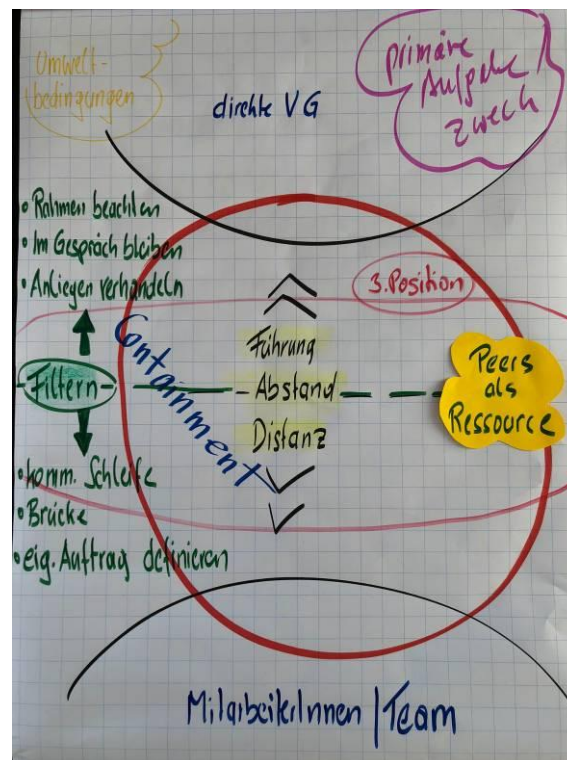 Umwelt-
bedingungen
direkte VG
primäre
Aufgabe
Zweck
• Rahmen beachten
• Im Gespräch bleiben
• Anliegen verhandeln
3. Position
Containment
Führung
Abstand
Distanz
Filtern
Peers
als
Ressource
• komm. Schleife
• Brücke
• eig. Auftrag definieren
MitarbeiterInnen | Team